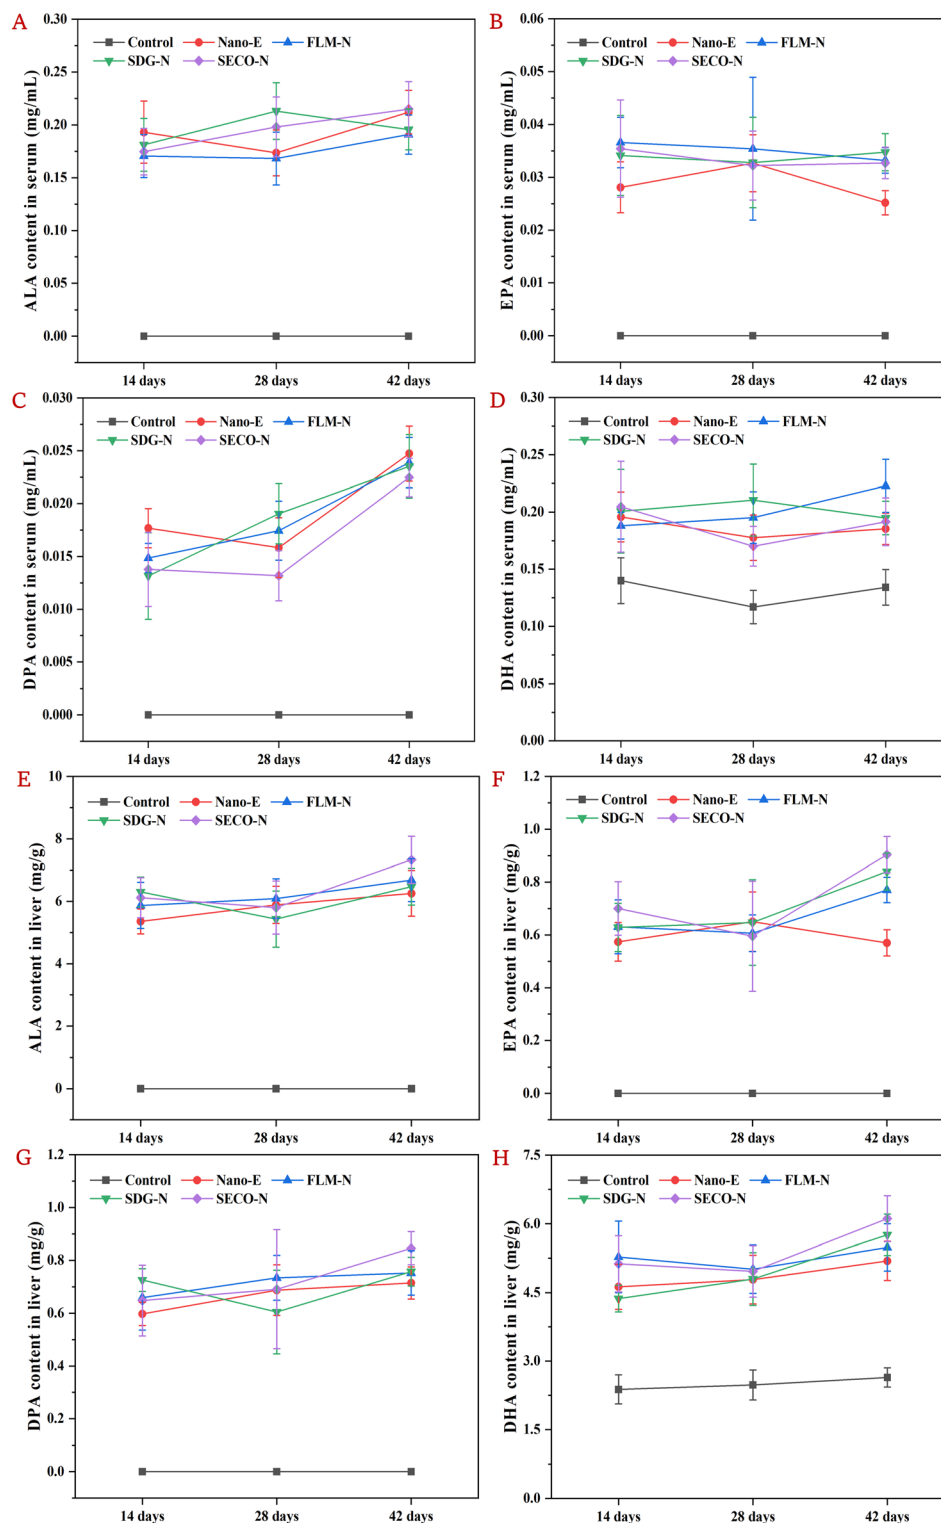 A
Control Nano-E FLM-N
SDG-N SECO-N
ALA content in serum (mg/mL)
0.30
0.25
0.20
0.15
0.10
0.05
0.00
14 days 28 days 42 days
B
Control Nano-E FLM-N
SDG-N SECO-N
EPA content in serum (mg/mL)
0.06
0.05
0.04
0.03
0.02
0.01
0.00
14 days 28 days 42 days
C
Control Nano-E FLM-N
SDG-N SECO-N
DPA content in serum (mg/mL)
0.030
0.025
0.020
0.015
0.010
0.005
0.000
14 days 28 days 42 days
D
Control Nano-E FLM-N
SDG-N SECO-N
DHA content in serum (mg/mL)
0.30
0.25
0.20
0.15
0.10
0.05
0.00
14 days 28 days 42 days
E
Control Nano-E FLM-N
SDG-N SECO-N
ALA content in liver (mg/g)
10
8
6
4
2
0
14 days 28 days 42 days
F
Control Nano-E FLM-N
SDG-N SECO-N
EPA content in liver (mg/g)
1.2
1.0
0.8
0.6
0.4
0.2
0.0
14 days 28 days 42 days
G
Control Nano-E FLM-N
SDG-N SECO-N
DPA content in liver (mg/g)
1.2
1.0
0.8
0.6
0.4
0.2
0.0
14 days 28 days 42 days
H
Control Nano-E FLM-N
SDG-N SECO-N
DHA content in liver (mg/g)
7.5
6.0
4.5
3.0
1.5
0.0
14 days 28 days 42 days